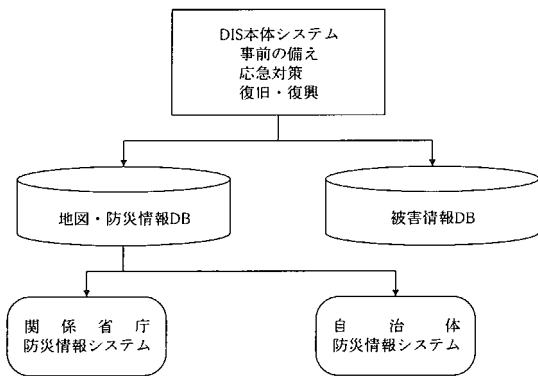 DIS本体システム
事前の備え
応急対策
復旧・復興
地図・防災情報DB
被害情報DB
関係省庁
防災情報システム
自治体
防災情報システム